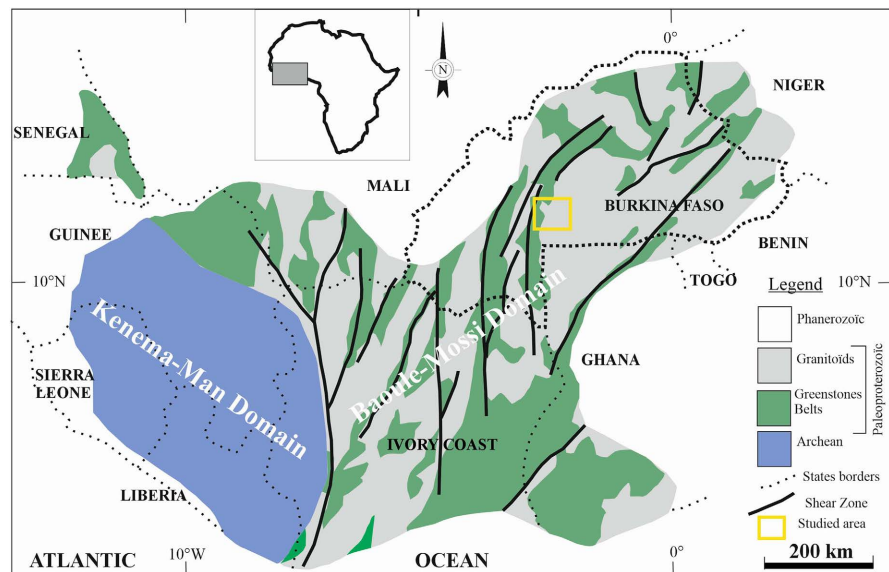 0°
N
NIGER
SENEGAL
MALI
BURKINA FASO
GUINEE
BENIN
TOGO
10°N
10°N
Legend
Phanerozoïc
Granitoïds
Greenstones
Belts
Paleoproterozoïc
Archean
States borders
Shear Zone
Studied area
Kenema-Man Domain
Baoule-Mossi Domain
GHANA
SIERRA
LEONE
IVORY COAST
LIBERIA
ATLANTIC
10°W
OCEAN
0°
200 km